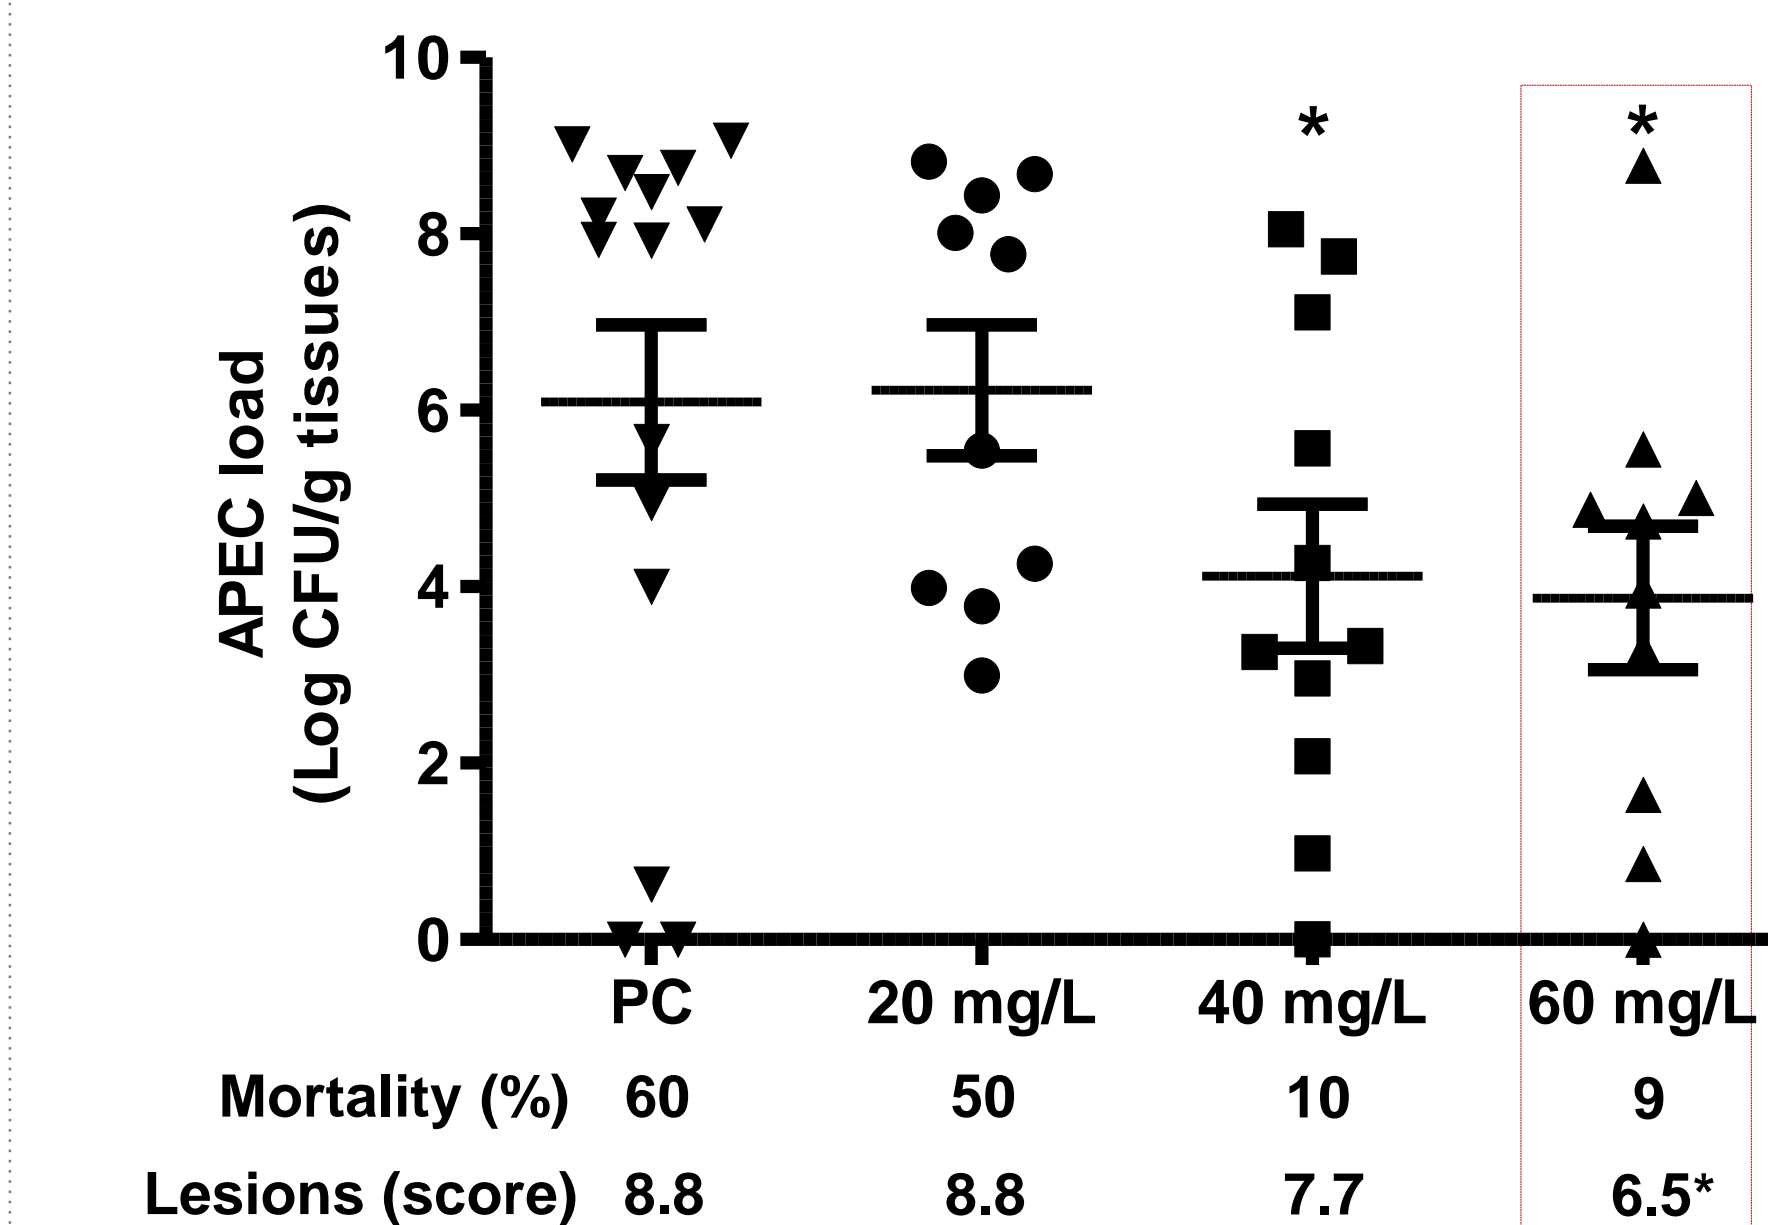 10
8
6
4
2
0
APEC load
(Log CFU/g tissues)
* *
PC 20 mg/L 40 mg/L 60 mg/L
Mortality (%) 60 50 10 9
Lesions (score) 8.8 8.8 7.7 6.5*